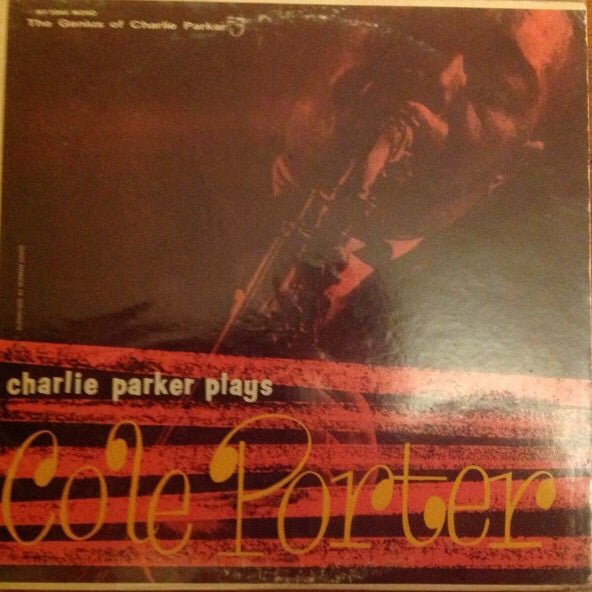 The Genius of Charlie Parker
charlie parker plays
Cole Porter